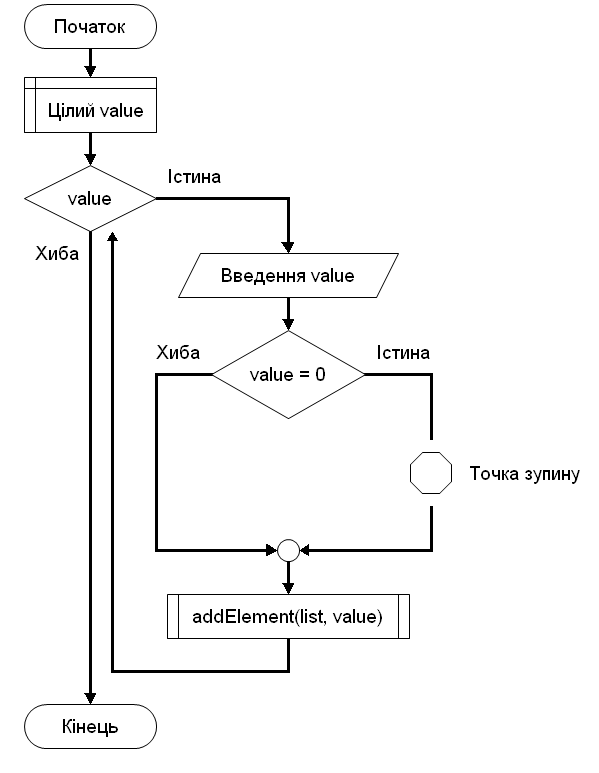 Початок
Цілий value
value
Істина
Хиба
Введення value
Хиба
Істина
value = 0
Точка зупину
addElement(list, value)
Кінець